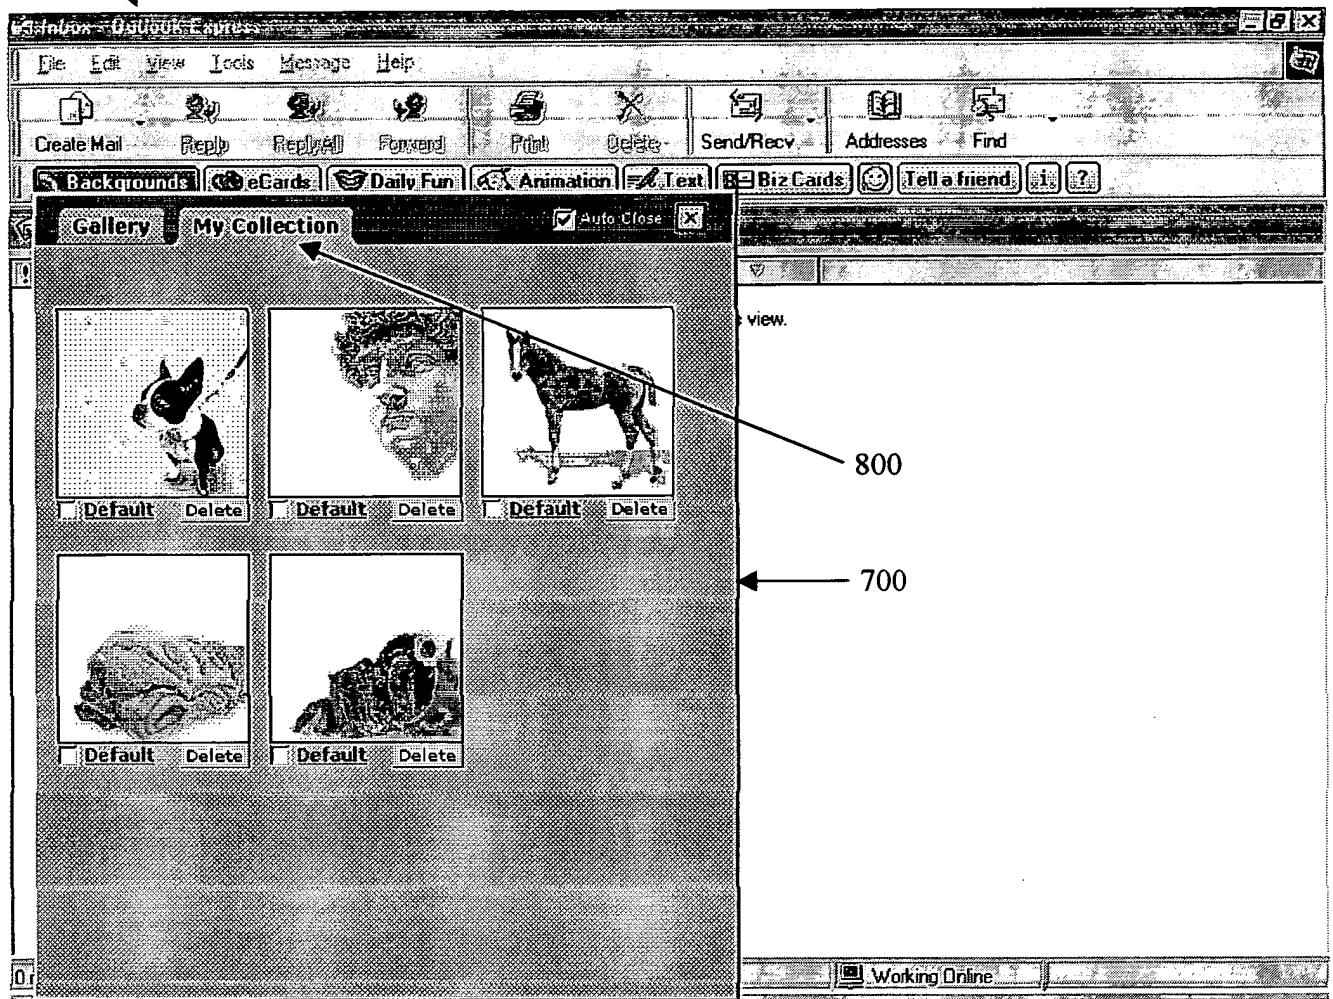 Inbox - Outlook Express
File Edit View Tools Message Help
Create Mail Reply Reply All Forward Print Delete Send/Recv Addresses Find
Backgrounds eCards Daily Fun Animation Text Biz Cards Tell a friend i ?
Gallery My Collection Auto Close
!
view.
Default Delete Default Delete Default Delete
800
700
Default Delete Default Delete
0
Working Online